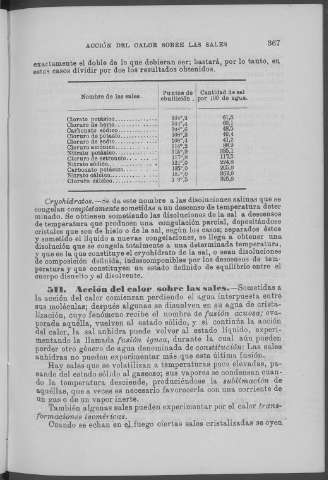 ACCIÓN DEL CALOR SOBRE LAS SALES 367
exactamente el doble de lo que debieran ser; bastará, por lo tanto, en
estos casos dividir por dos los resultados obtenidos.
Nombre de las sales Puntos de ebullición. Cantidad de sal por 100 de agua.
Clorato potásico
Cloruro de bario
Carbonato sódico
Cloruro de potasio
Cloruro de sodio
Cloruro amónico
Nitrato potásico
Cloruro de estroncio
Nitrato sódico
Carbonato potásico
Nitrato cálcico
Cloruro cálcico
Cryohidratos.—Se da este nombre a las disoluciones salinas que se
congelan completamente sometidas a un descenso de temperatura deter-
minado. Se obtienen sometiendo las disoluciones de la sal a descensos
de temperatura que producen una congelación parcial, depositándose
cristales que son de hielo o de la sal, según los casos; separados éstos
y sometido el líquido a nuevas congelaciones, se llega a obtener una
disolución que se congela totalmente a una determinada temperatura,
y que es la que constituye el cryohidrato de la sal, o sean disoluciones
de composición definida, indescomponibles por los descensos de tem-
peratura y que constituyen un estado definido de equilibrio entre el
cuerpo disuelto y el disolvente.
511. Acción del calor sobre las sales.—Sometidas a
la acción del calor comienzan perdiendo el agua interpuesta entre
sus moléculas; después algunas se disuelven en su agua de crista-
lización, cuyo fenómeno recibe el nombre de fusión acuosa; eva-
porada aquélla, vuelven al estado sólido, y si continúa la acción
del calor, la sal anhidra puede volver al estado líquido, experi-
mentando la llamada fusión ígnea, durante la cual aún pueden
perder otro género de agua denominada de constitución: Las sales
anhidras no pueden experimentar más que esta última fusión.
Hay sales que se volatilizan a temperaturas poco elevadas, pa-
sando del estado sólido al gaseoso; sus vapores se condensan cuan-
do la temperatura desciende, produciéndose la sublimación de
aquéllas, que a veces es necesario favorecerla con una corriente de
un gas o de un vapor inerte.
También algunas sales pueden experimentar por el calor trans-
formaciones isoméricas.
Cuando se echan en el fuego ciertas sales cristalizadas se oyen